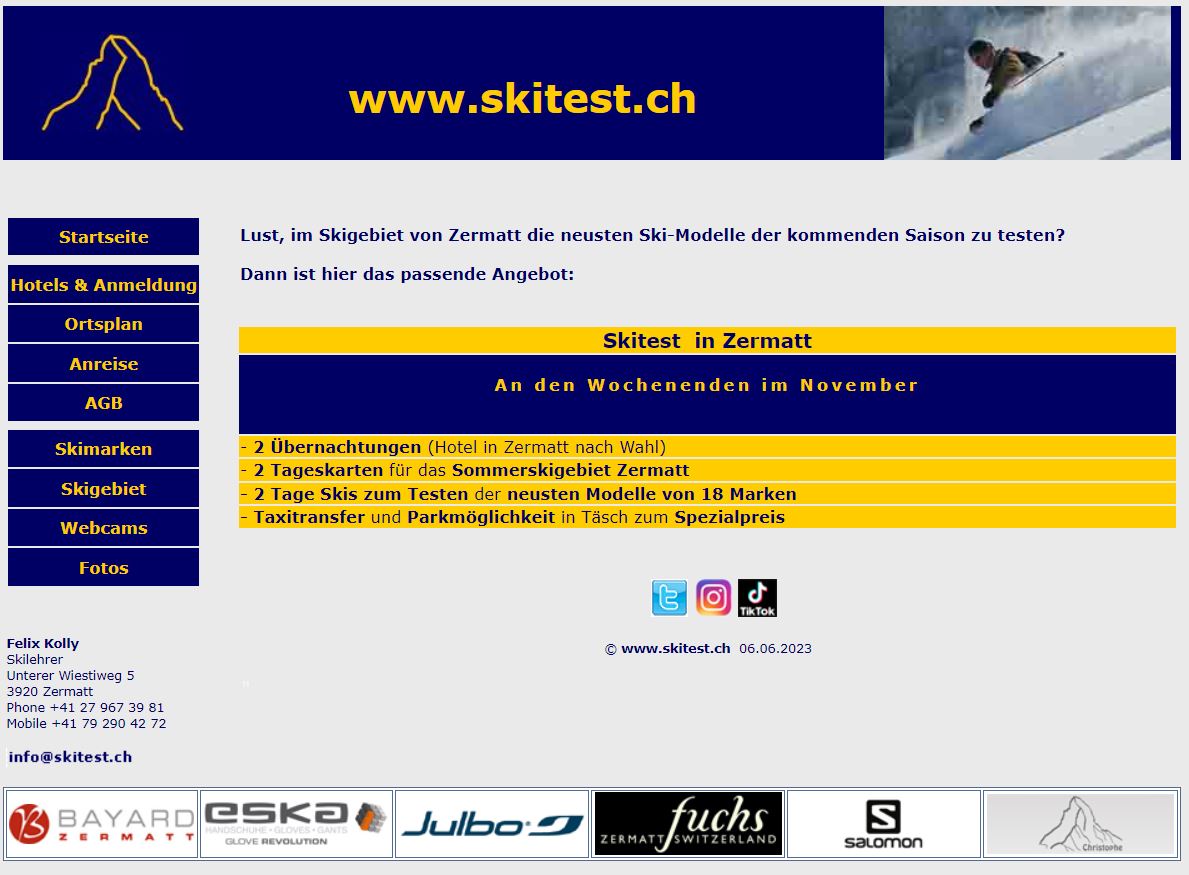 www.skitest.ch
Startseite
Hotels & Anmeldung
Ortsplan
Anreise
AGB
Skimarken
Skigebiet
Webcams
Fotos
Felix Kolly
Skilehrer
Unterer Wiestiweg 5
3920 Zermatt
Phone +41 27 967 39 81
Mobile +41 79 290 42 72
info@skitest.ch
Lust, im Skigebiet von Zermatt die neusten Ski-Modelle der kommenden Saison zu testen?
Dann ist hier das passende Angebot:
Skitest in Zermatt
An den Wochenenden im November
- 2 Übernachtungen (Hotel in Zermatt nach Wahl)
- 2 Tageskarten für das Sommerskigebiet Zermatt
- 2 Tage Skis zum Testen der neusten Modelle von 18 Marken
- Taxitransfer und Parkmöglichkeit in Täsch zum Spezialpreis
TikTok
© www.skitest.ch 06.06.2023
"
B BAYARD
ZERMATT
eska
HANDSCHUHE • GLOVES • GANTS
GLOVE REVOLUTION
Julbo
fuchs
ZERMATT SWITZERLAND
S
SALOMON
Christophe